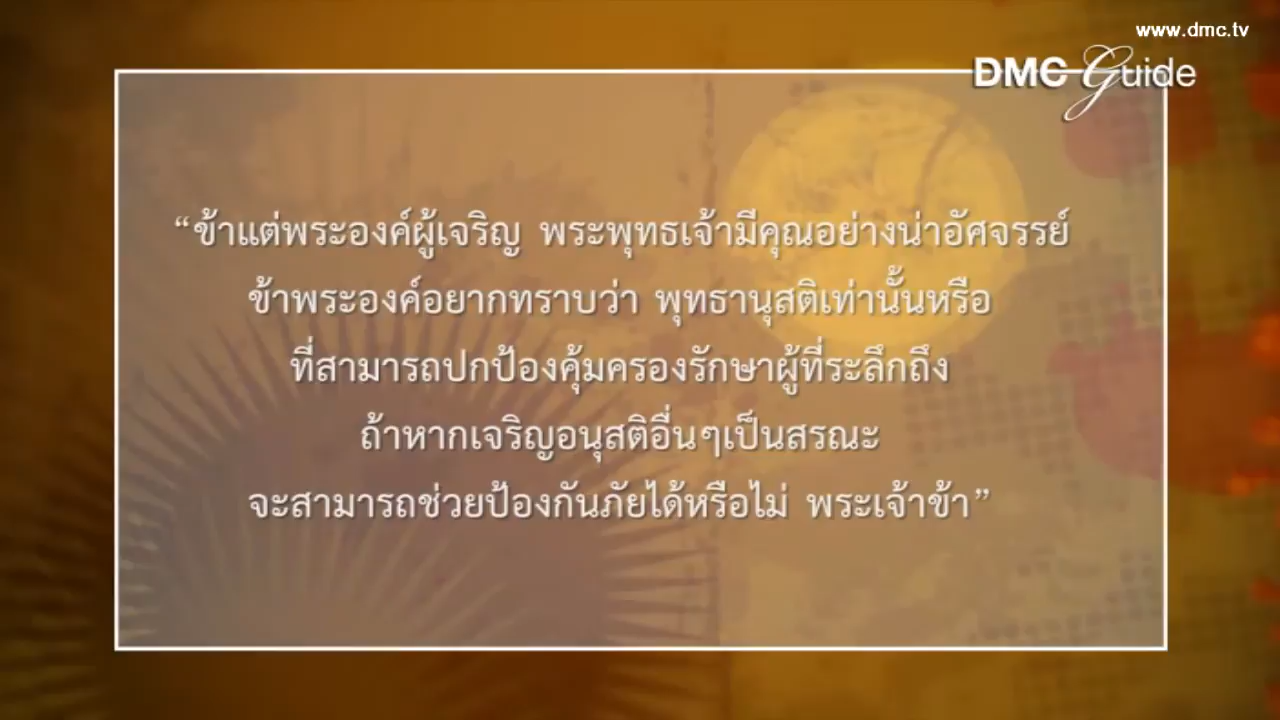 www.dmc.tv
DMC Guide
“ข้าแต่พระองค์ผู้เจริญ พระพุทธเจ้ามีคุณอย่างน่าอัศจรรย์
ข้าพระองค์อยากทราบว่า พุทธานุสติเท่านั้นหรือ
ที่สามารถปกป้องคุ้มครองรักษาผู้ที่ระลึกถึง
ถ้าหากเจริญอนุสติอื่นๆเป็นสรณะ
จะสามารถช่วยป้องกันภัยได้หรือไม่ พระเจ้าข้า”